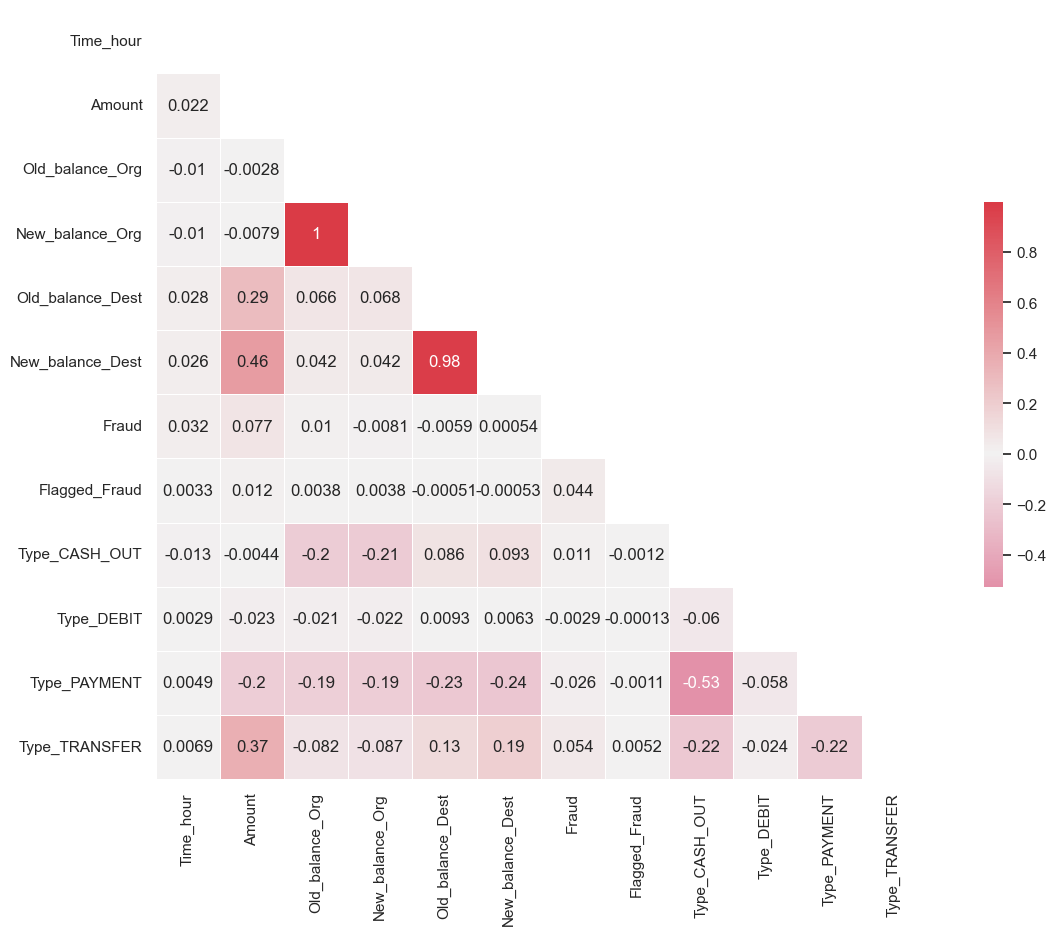 Time_hour
Amount 0.022
Old_balance_Org -0.01 -0.0028
New_balance_Org -0.01 -0.0079 1
Old_balance_Dest 0.028 0.29 0.066 0.068
New_balance_Dest 0.026 0.46 0.042 0.042 0.98
Fraud 0.032 0.077 0.01 -0.0081 -0.0059 0.00054
Flagged_Fraud 0.0033 0.012 0.0038 0.0038 -0.00051 -0.00053 0.044
Type_CASH_OUT -0.013 -0.0044 -0.2 -0.21 0.086 0.093 0.011 -0.0012
Type_DEBIT 0.0029 -0.023 -0.021 -0.022 0.0093 0.0063 -0.0029 -0.00013 -0.06
Type_PAYMENT 0.0049 -0.2 -0.19 -0.19 -0.23 -0.24 -0.026 -0.0011 -0.53 -0.058
Type_TRANSFER 0.0069 0.37 -0.082 -0.087 0.13 0.19 0.054 0.0052 -0.22 -0.024 -0.22
Time_hour
Amount
Old_balance_Org
New_balance_Org
Old_balance_Dest
New_balance_Dest
Fraud
Flagged_Fraud
Type_CASH_OUT
Type_DEBIT
Type_PAYMENT
Type_TRANSFER
0.8
0.6
0.4
0.2
0.0
−0.2
−0.4